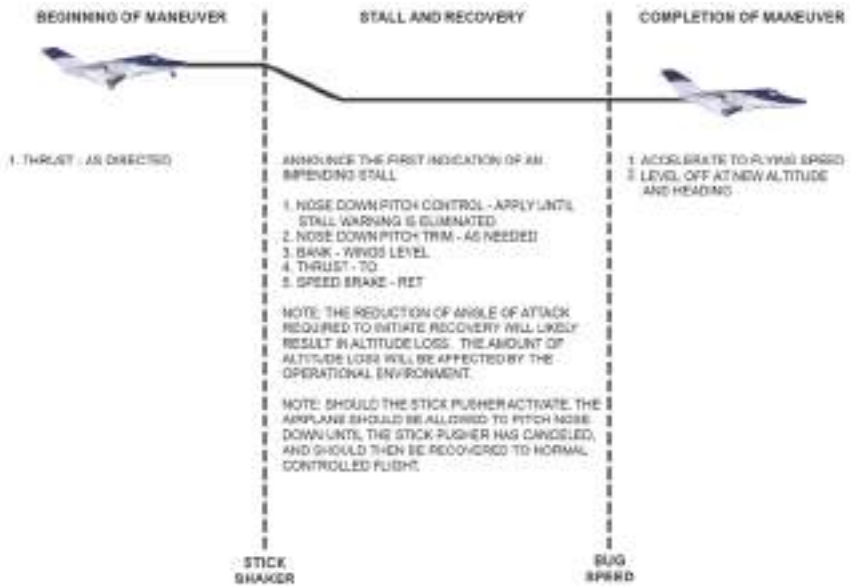 BEGINNING OF MANEUVER
STALL AND RECOVERY
COMPLETION OF MANEUVER
1. THRUST - AS DIRECTED
ANNOUNCE THE FIRST INDICATION OF AN
IMPENDING STALL
1. NOSE DOWN PITCH CONTROL - APPLY UNTIL
STALL WARNING IS ELIMINATED
2. NOSE DOWN PITCH TRIM - AS NEEDED
3. BANK - WINGS LEVEL
4. THRUST - TO
5. SPEED BRAKE - RET
NOTE: THE REDUCTION OF ANGLE OF ATTACK
REQUIRED TO INITIATE RECOVERY WILL LIKELY
RESULT IN ALTITUDE LOSS. THE AMOUNT OF
ALTITUDE LOSS WILL BE AFFECTED BY THE
OPERATIONAL ENVIRONMENT.
NOTE: SHOULD THE STICK PUSHER ACTIVATE, THE
AIRPLANE SHOULD BE ALLOWED TO PITCH NOSE
DOWN UNTIL THE STICK PUSHER HAS CANCELED,
AND SHOULD THEN BE RECOVERED TO NORMAL
CONTROLLED FLIGHT.
1. ACCELERATE TO FLYING SPEED
2. LEVEL OFF AT NEW ALTITUDE
AND HEADING
STICK
SHAKER
BUG
SPEED